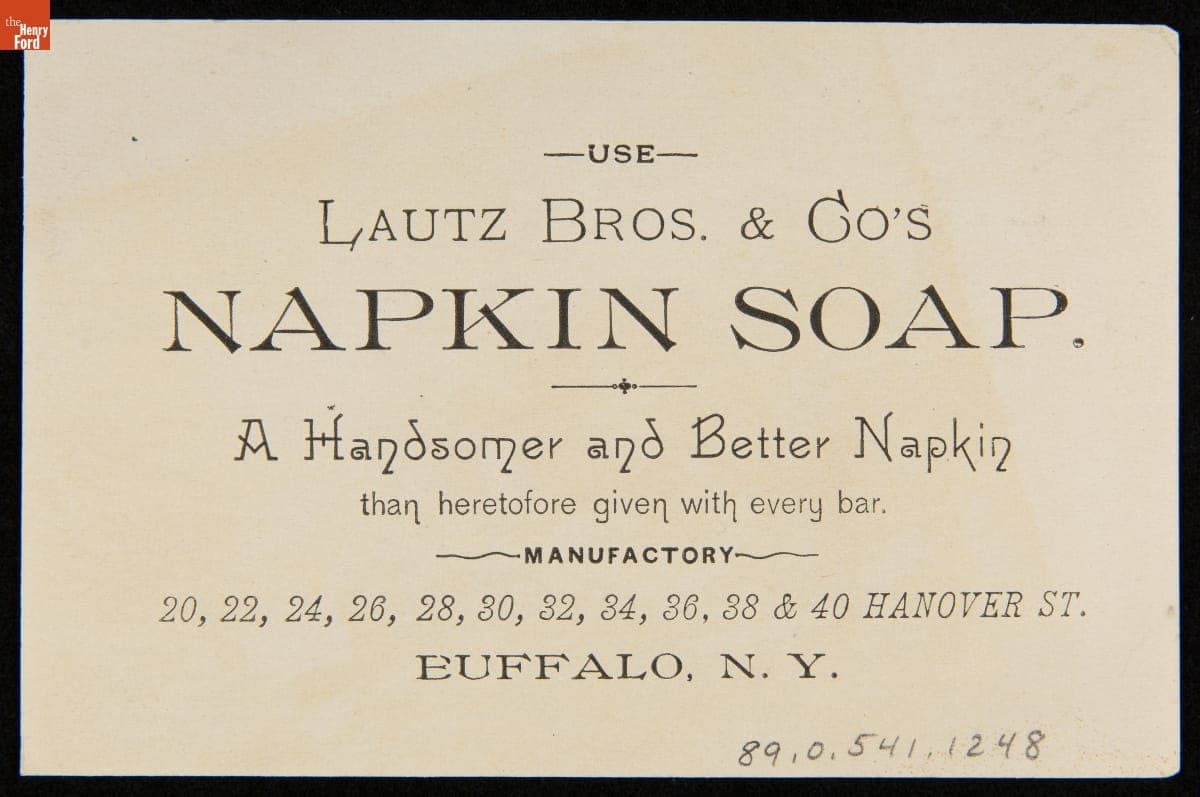 the
Henry
Ford
—USE—
LAUTZ BROS. & CO'S
NAPKIN SOAP.
A Handsomer and Better Napkin
than heretofore given with every bar.
MANUFACTORY
20, 22, 24, 26, 28, 30, 32, 34, 36, 38 & 40 HANOVER ST.
BUFFALO, N. Y.
89.0.541.1248